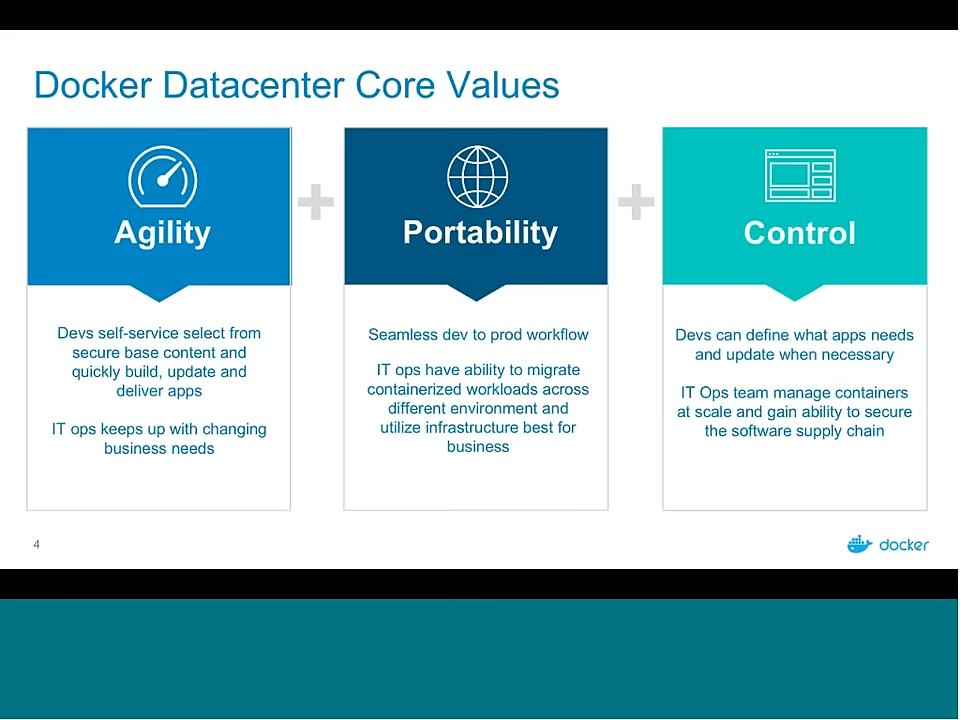 Docker Datacenter Core Values
Agility
Devs self-service select from
secure base content and
quickly build, update and
deliver apps
IT ops keeps up with changing
business needs
Portability
Seamless dev to prod workflow
IT ops have ability to migrate
containerized workloads across
different environment and
utilize infrastructure best for
business
Control
Devs can define what apps needs
and update when necessary
IT Ops team manage containers
at scale and gain ability to secure
the software supply chain
4
docker